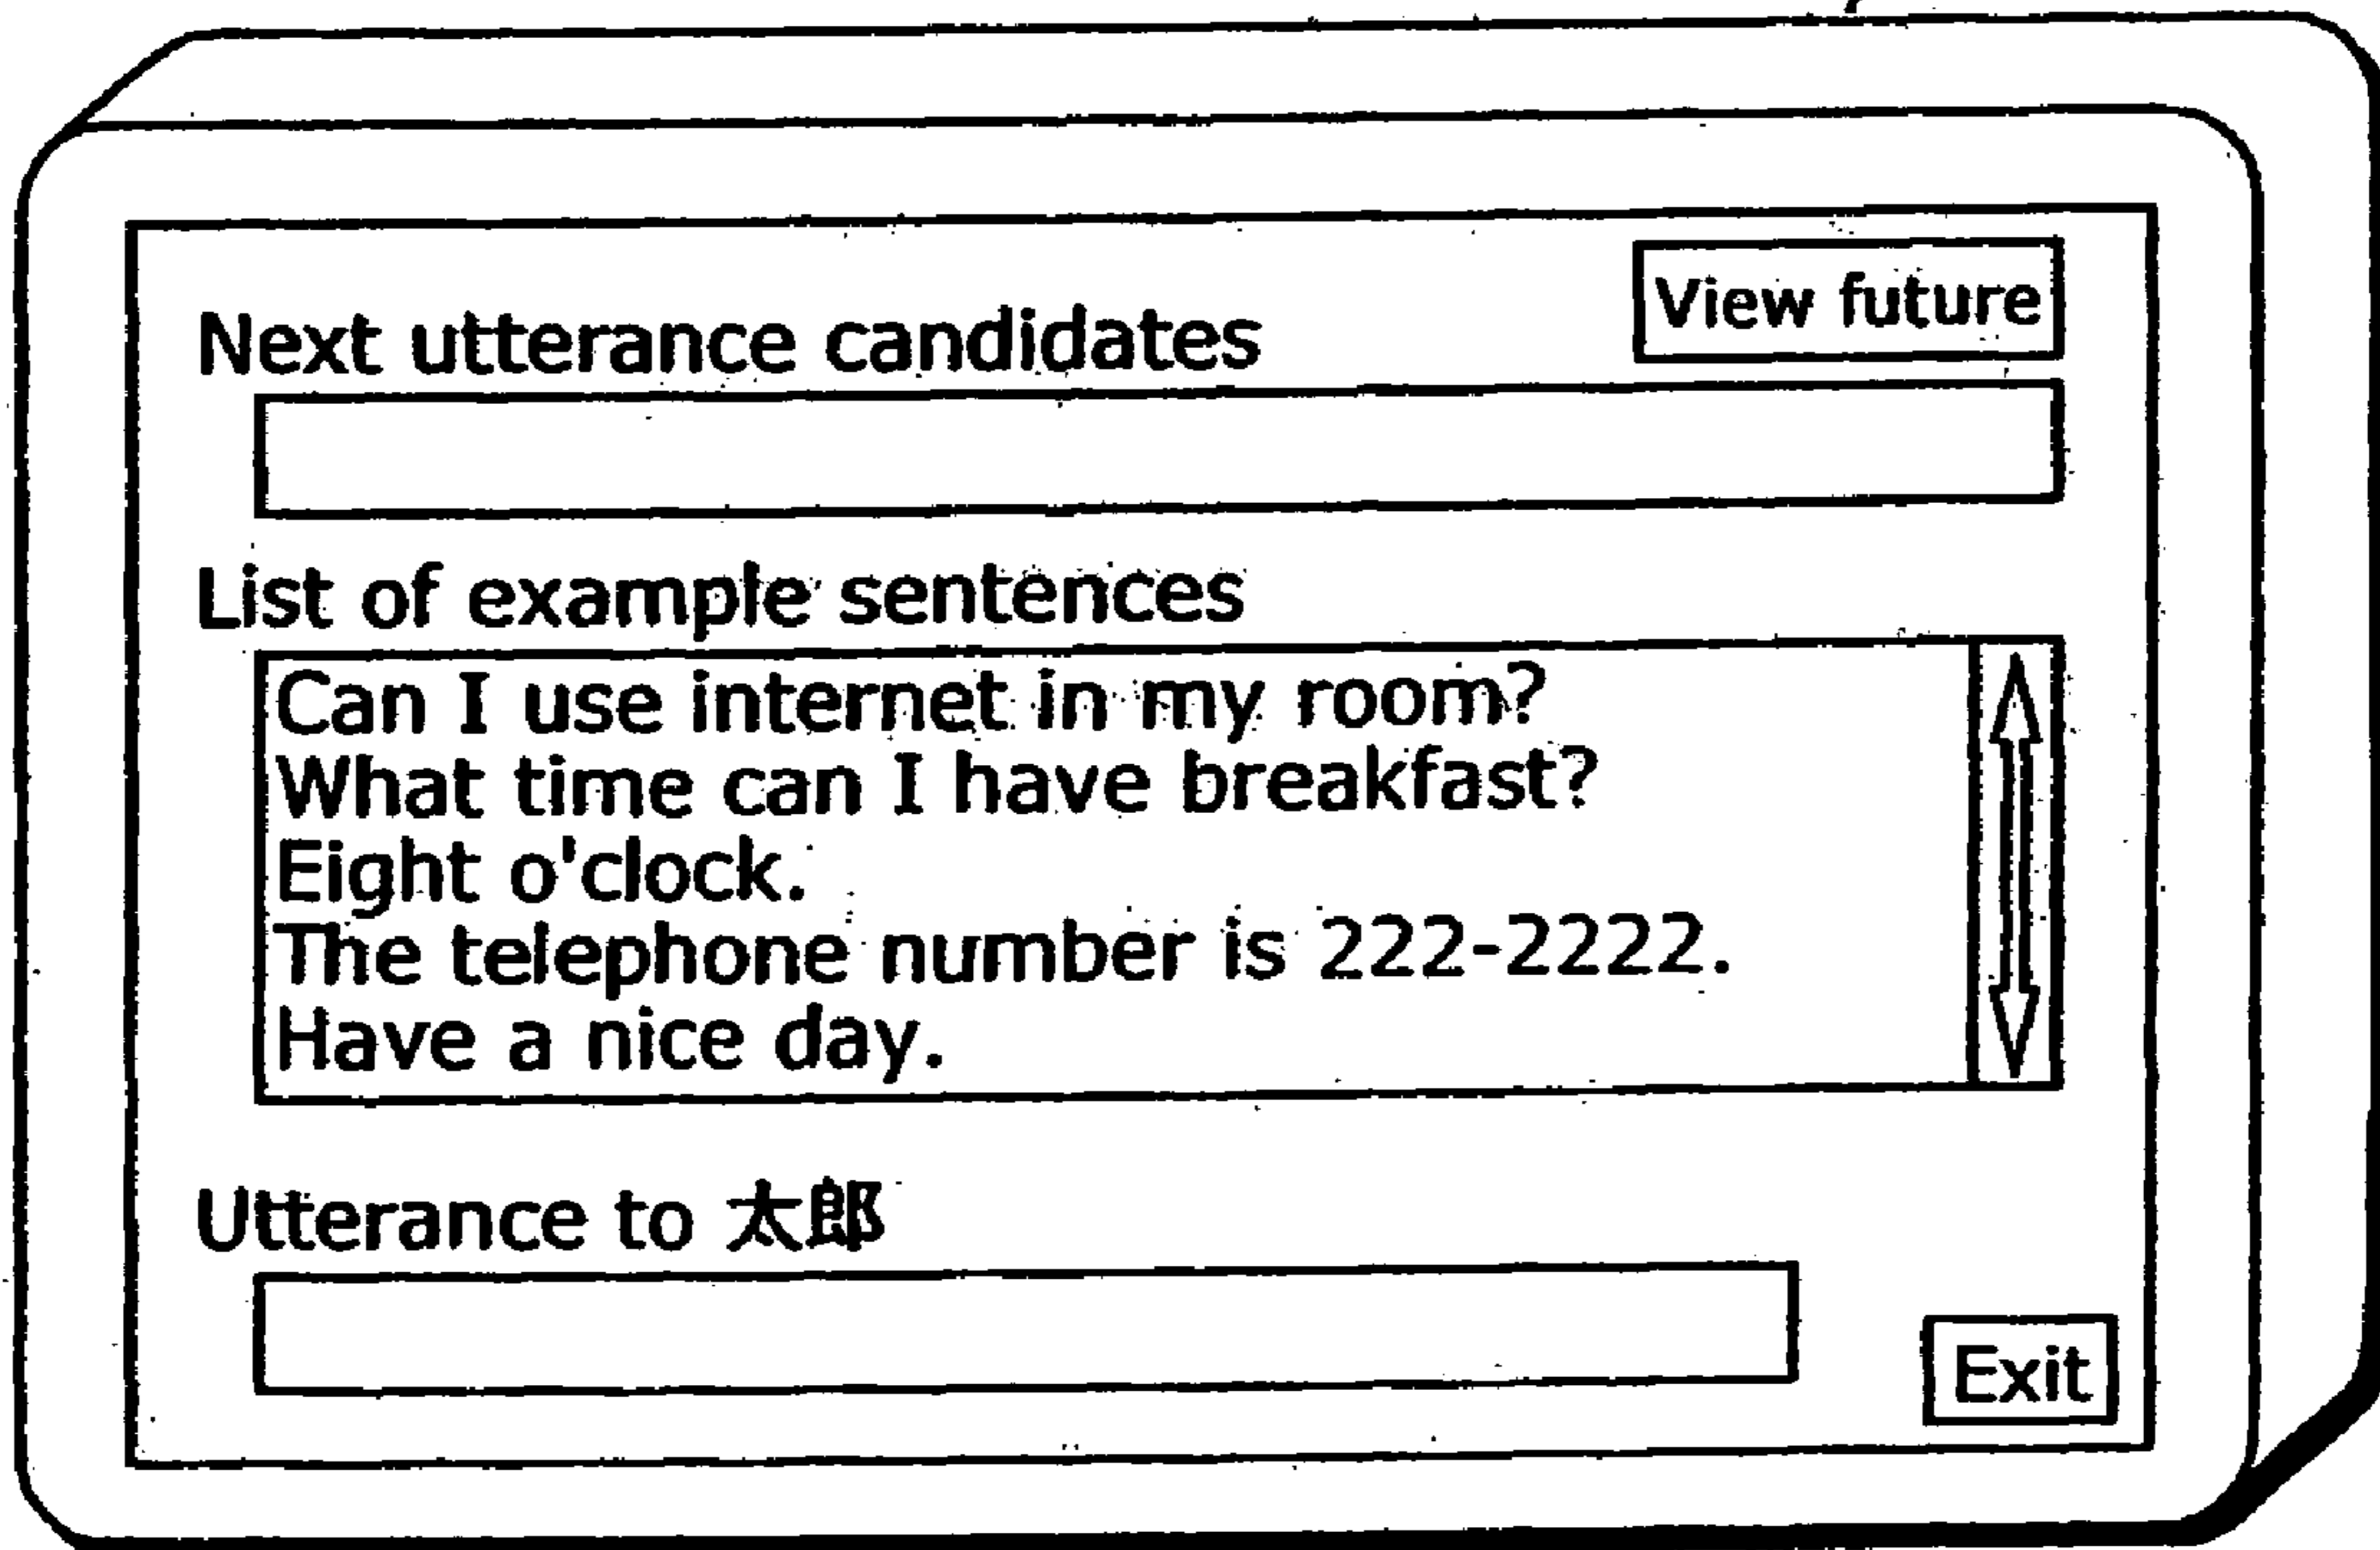 View future
Next utterance candidates
List of example sentences
Can I use internet in my room?
What time can I have breakfast?
Eight o'clock.
The telephone number is 222-2222.
Have a nice day.
Utterance to 太郎
Exit